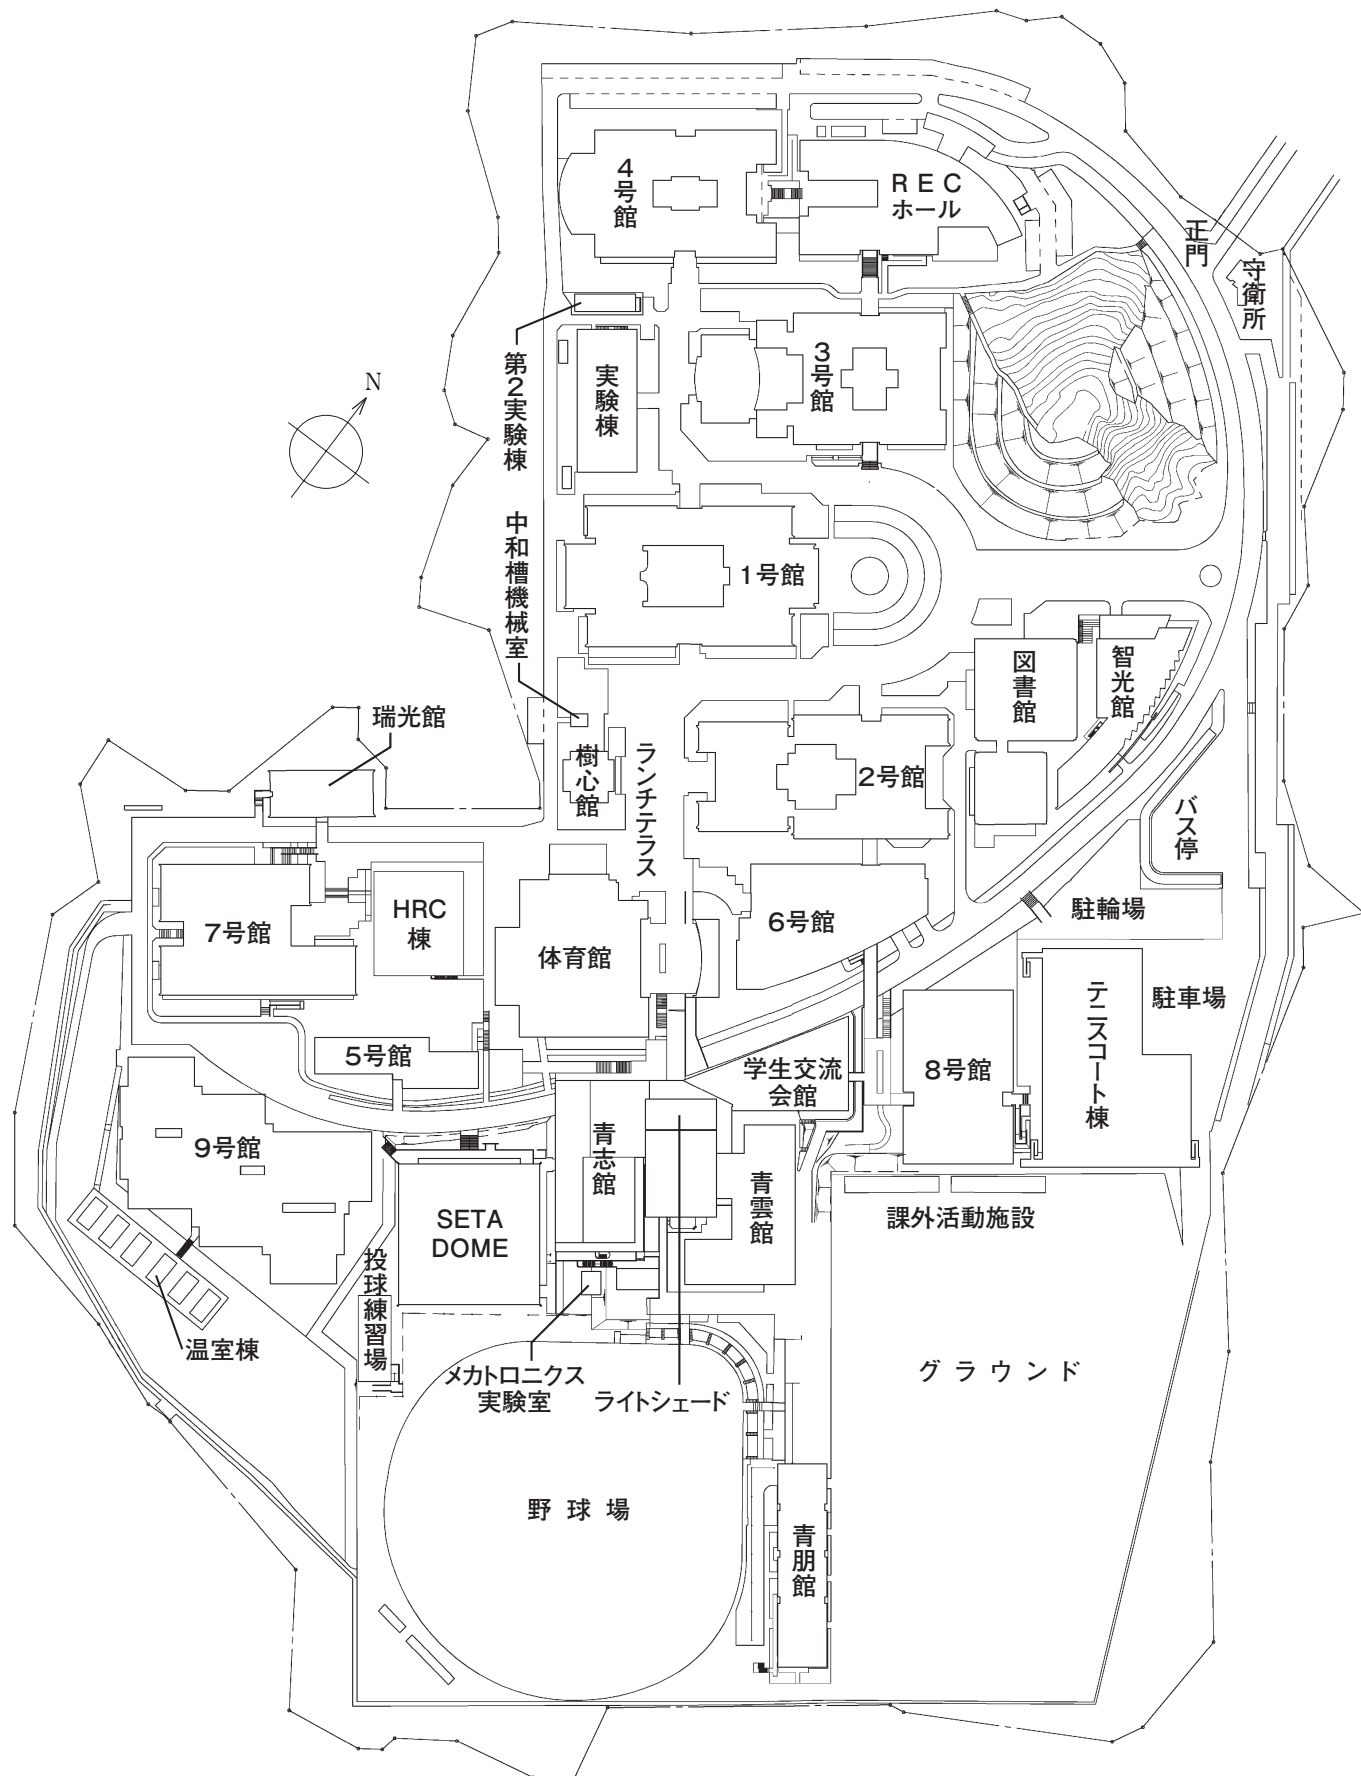 4号館
REC
ホール
正門
守衛所
第2実験棟
実験棟
3号館
N
中和槽機械室
1号館
図書館
智光館
瑞光館
樹心館
ランチテラス
2号館
バス停
HRC
棟
7号館
体育館
6号館
駐輪場
テニスコート棟
駐車場
5号館
学生交流
会館
8号館
9号館
青志館
青雲館
SETA
DOME
課外活動施設
投球練習場
温室棟
メカトロニクス
実験室
ライトシェード
グラウンド
野球場
青朋館